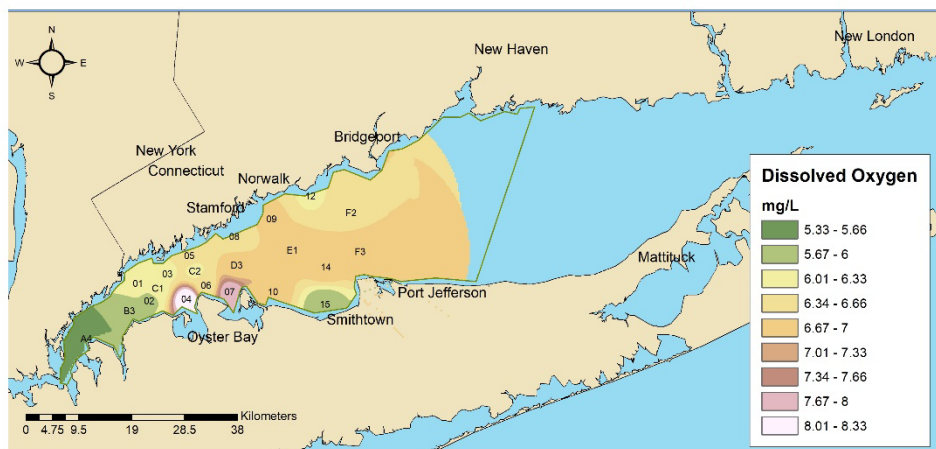 N
W E
S
New London
New Haven
Bridgeport
New York
Connecticut
Norwalk
Stamford
12
F2
09
08
05
E1
F3
03
C2
D3
14
01
C1
06
07
10
02
04
15
B3
A4
Port Jefferson
Mattituck
Smithtown
Oyster Bay
Kilometers
0 4.75 9.5 19 28.5 38
Dissolved Oxygen
mg/L
5.33 - 5.66
5.67 - 6
6.01 - 6.33
6.34 - 6.66
6.67 - 7
7.01 - 7.33
7.34 - 7.66
7.67 - 8
8.01 - 8.33